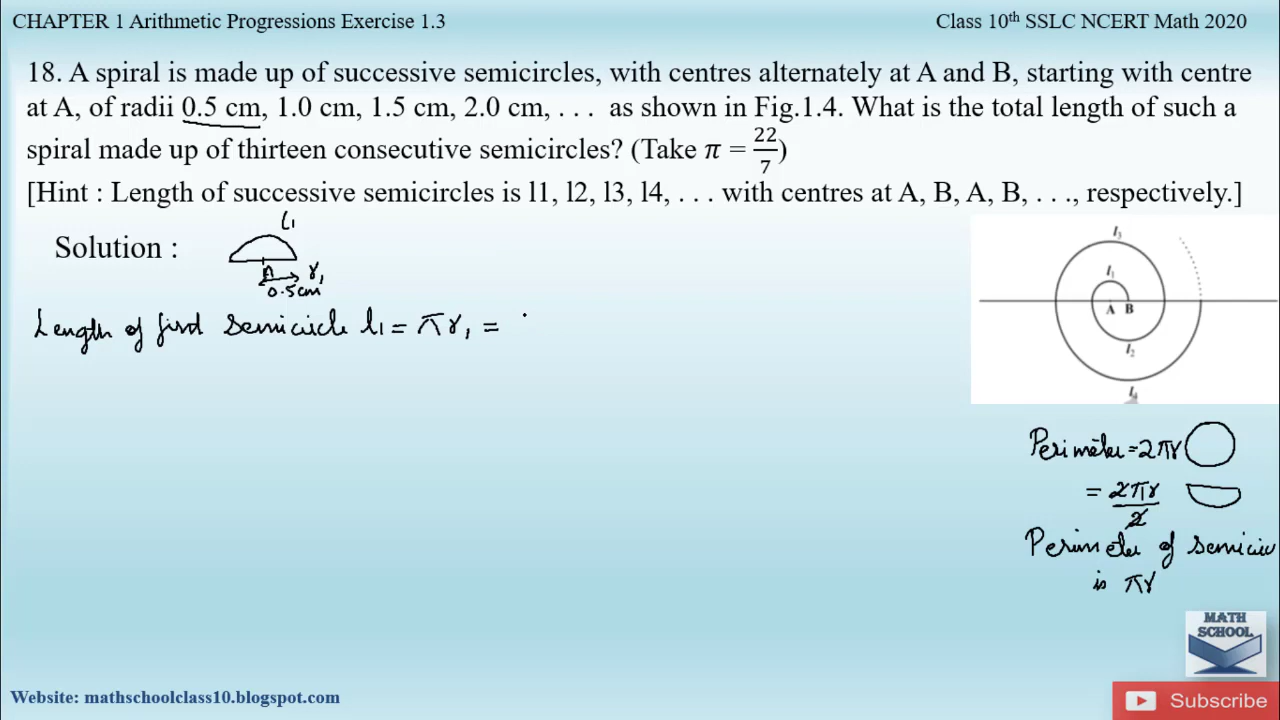 CHAPTER 1 Arithmetic Progressions Exercise 1.3
Class 10th SSLC NCERT Math 2020
18. A spiral is made up of successive semicircles, with centres alternately at A and B, starting with centre
at A, of radii 0.5 cm, 1.0 cm, 1.5 cm, 2.0 cm, . . . as shown in Fig.1.4. What is the total length of such a
spiral made up of thirteen consecutive semicircles? (Take π = 22/7)
[Hint : Length of successive semicircles is l1, l2, l3, l4, . . . with centres at A, B, A, B, . . ., respectively.]
Solution :
l1
A
r1
0.5cm
Length of first semicircle l1 = πr1 =
l3
l1
A B
l2
l4
Perimeter = 2πr
= 2πr/2
Perimeter of semicir
is πr
MATH
SCHOOL
Website: mathschoolclass10.blogspot.com
Subscribe